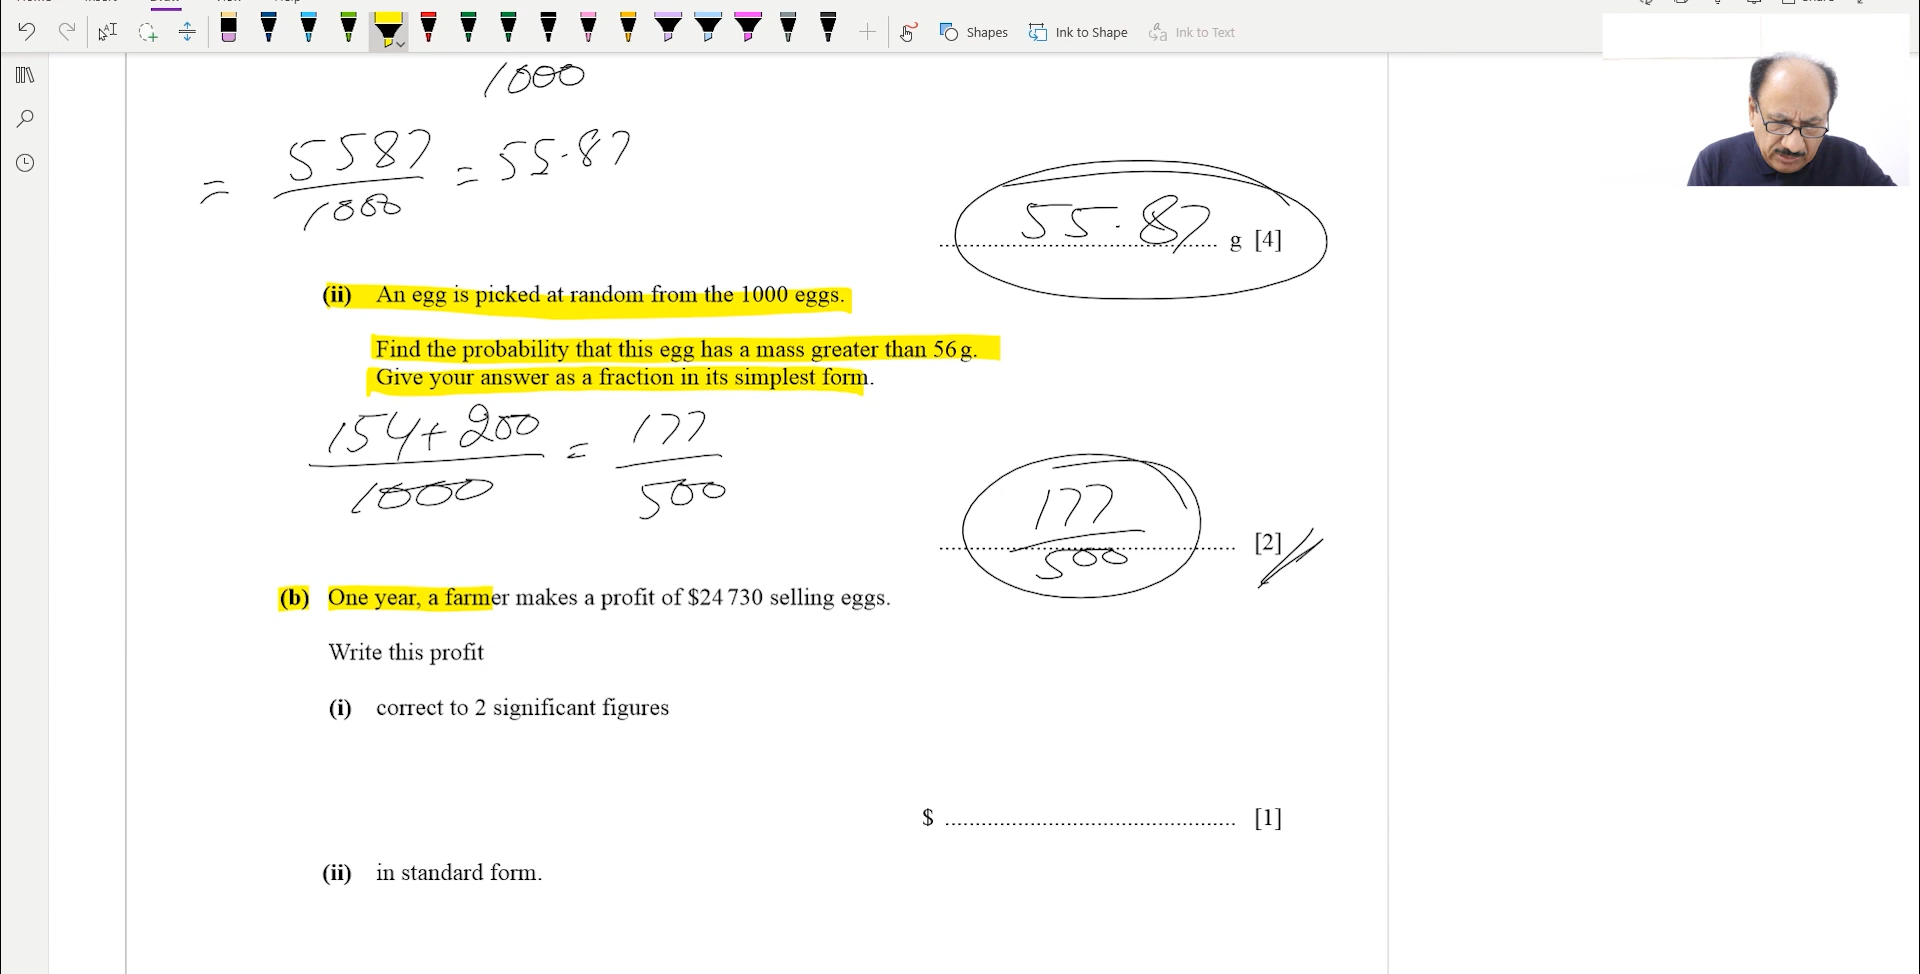 Shapes Ink to Shape Ink to Text
1000
= 5587/1000 = 55.87
55.87 g [4]
(ii) An egg is picked at random from the 1000 eggs.
Find the probability that this egg has a mass greater than 56 g.
Give your answer as a fraction in its simplest form.
154+200/1000 = 177/500
177/500 [2]
(b) One year, a farmer makes a profit of $24 730 selling eggs.
Write this profit
(i) correct to 2 significant figures
$ ................................................ [1]
(ii) in standard form.